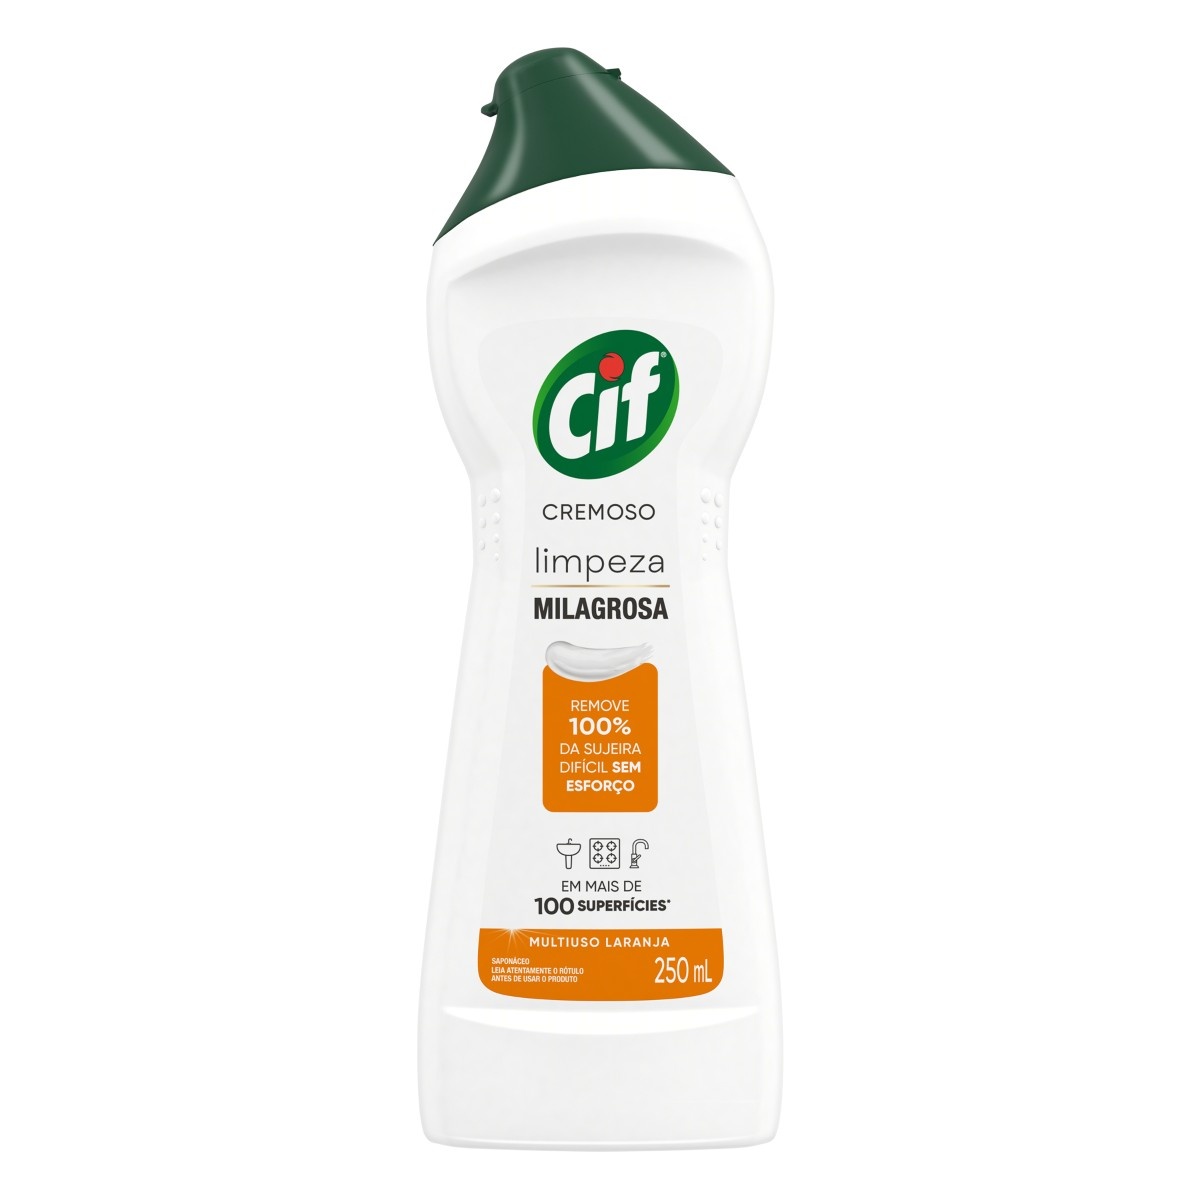 Cif®
CREMOSO
limpeza
MILAGROSA
REMOVE
100%
DA SUJEIRA
DIFÍCIL SEM
ESFORÇO
EM MAIS DE
100 SUPERFÍCIES*
MULTIUSO LARANJA
SAPONÁCEO
LEIA ATENTAMENTE O RÓTULO
ANTES DE USAR O PRODUTO
250 mL